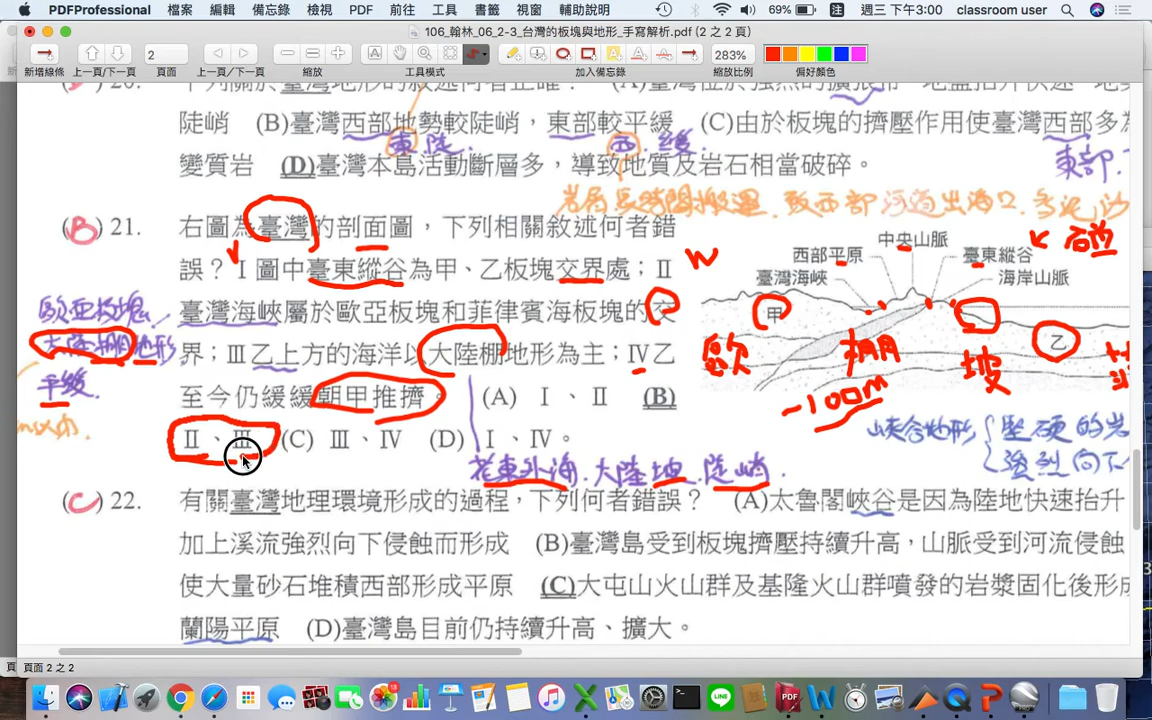 PDFProfessional 檔案 編輯 備忘錄 檢視 PDF 前往 工具 書籤 視窗 輔助說明 69% 注 週三 下午3:00 classroom user
106_翰林_06_2-3_台灣的板塊與地形_手寫解析.pdf (2 之 2 頁)
2 283%
新增線條 上一頁/下一頁 頁面 上一頁/下一頁 縮放 工具模式 加入備忘錄 縮放比例 偏好顏色
陡峭 (B)臺灣西部地勢較陡峭，東部較平緩 (C)由於板塊的擠壓作用使臺灣西部多為
東陡. 西緩. 東部
變質岩 (D)臺灣本島活動斷層多，導致地質及岩石相當破碎。
(B) 21. 右圖為臺灣的剖面圖，下列相關敘述何者錯
誤？Ⅰ圖中臺東縱谷為甲、乙板塊交界處；Ⅱ
臺灣海峽屬於歐亞板塊和菲律賓海板塊的交
界；Ⅲ乙上方的海洋以大陸棚地形為主；Ⅳ乙
至今仍緩緩朝甲推擠。 (A) Ⅰ、Ⅱ (B)
Ⅱ、Ⅲ (C) Ⅲ、Ⅳ (D) Ⅰ、Ⅳ。
歐亞板塊
大陸棚地形
平緩.
花東外海.大陸坡.陡峭.
W
中央山脈
西部平原 臺東縱谷
臺灣海峽 海岸山脈
甲 乙
歐 棚 坡
-100m
峽谷地形 堅硬的岩
強烈向下
(C) 22. 有關臺灣地理環境形成的過程，下列何者錯誤？ (A)太魯閣峽谷是因為陸地快速抬升
加上溪流強烈向下侵蝕而形成 (B)臺灣島受到板塊擠壓持續升高，山脈受到河流侵蝕
使大量砂石堆積西部形成平原 (C)大屯山火山群及基隆火山群噴發的岩漿固化後形成
蘭陽平原 (D)臺灣島目前仍持續升高、擴大。
頁面 2 之 2